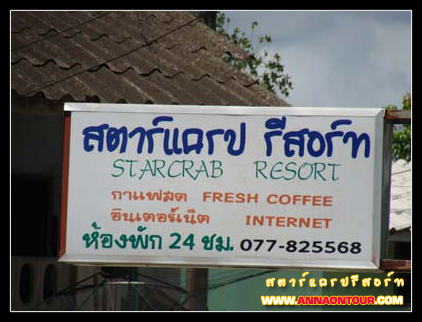 สตาร์แครป รีสอร์ท
STARCRAB RESORT
กาแฟสด FRESH COFFEE
อินเตอร์เน็ต INTERNET
ห้องพัก 24 ชม. 077-825568
สตาร์แครปรีสอร์ท
WWW.ANNAONTOUR.COM